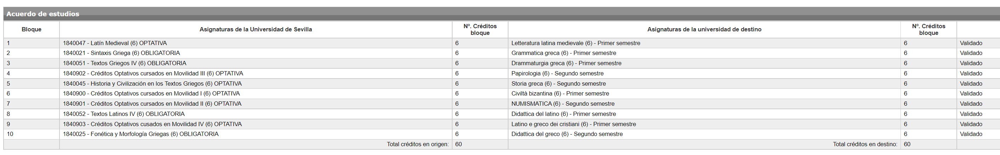 Acuerdo de estudios
Bloque Asignaturas de la Universidad de Sevilla Nº. Créditos bloque Asignaturas de la universidad de destino Nº. Créditos bloque
1 1840047 - Latín Medieval (6) OPTATIVA 6 Letteratura latina medievale (6) - Primer semestre 6 Validado
2 1840021 - Sintaxis Griega (6) OBLIGATORIA 6 Grammatica greca (6) - Primer semestre 6 Validado
3 1840051 - Textos Griegos IV (6) OBLIGATORIA 6 Drammaturgia greca (6) - Primer semestre 6 Validado
4 1840902 - Créditos Optativos cursados en Movilidad III (6) OPTATIVA 6 Papirologia (6) - Segundo semestre 6 Validado
5 1840045 - Historia y Civilización en los Textos Griegos (6) OPTATIVA 6 Storia greca (6) - Segundo semestre 6 Validado
6 1840900 - Créditos Optativos cursados en Movilidad I (6) OPTATIVA 6 Civiltà bizantina (6) - Primer semestre 6 Validado
7 1840901 - Créditos Optativos cursados en Movilidad II (6) OPTATIVA 6 NUMISMATICA (6) - Segundo semestre 6 Validado
8 1840052 - Textos Latinos IV (6) OBLIGATORIA 6 Didattica del latino (6) - Primer semestre 6 Validado
9 1840903 - Créditos Optativos cusados en Movilidad IV (6) OPTATIVA 6 Latino e greco dei cristiani (6) - Primer semestre 6 Validado
10 1840025 - Fonética y Morfología Griegas (6) OBLIGATORIA 6 Didattica del greco (6) - Segundo semestre 6 Validado
Total créditos en origen: 60 Total créditos en destino: 60